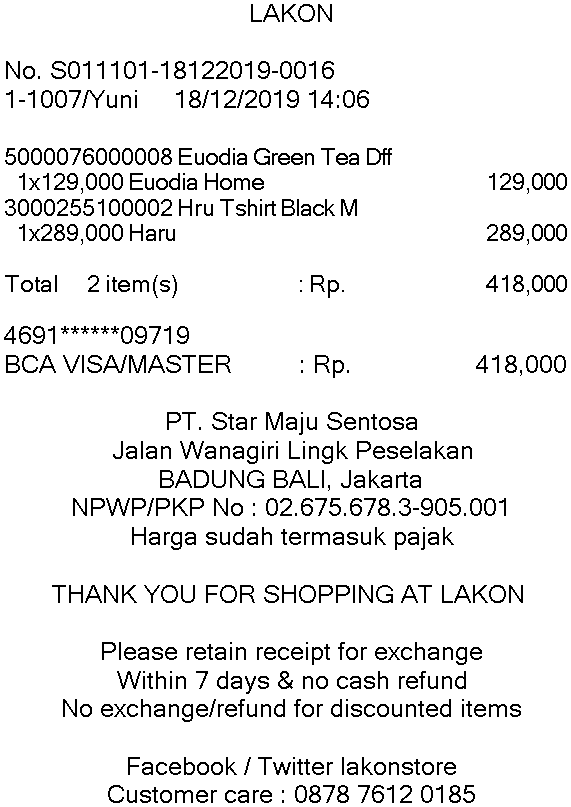 LAKON
No. S011101-18122019-0016
1-1007/Yuni 18/12/2019 14:06
5000076000008 Euodia Green Tea Dff
1x129,000 Euodia Home 129,000
3000255100002 Hru Tshirt Black M
1x289,000 Haru 289,000
Total 2 item(s) : Rp. 418,000
4691******09719
BCA VISA/MASTER : Rp. 418,000
PT. Star Maju Sentosa
Jalan Wanagiri Lingk Peselakan
BADUNG BALI, Jakarta
NPWP/PKP No : 02.675.678.3-905.001
Harga sudah termasuk pajak
THANK YOU FOR SHOPPING AT LAKON
Please retain receipt for exchange
Within 7 days & no cash refund
No exchange/refund for discounted items
Facebook / Twitter lakonstore
Customer care : 0878 7612 0185